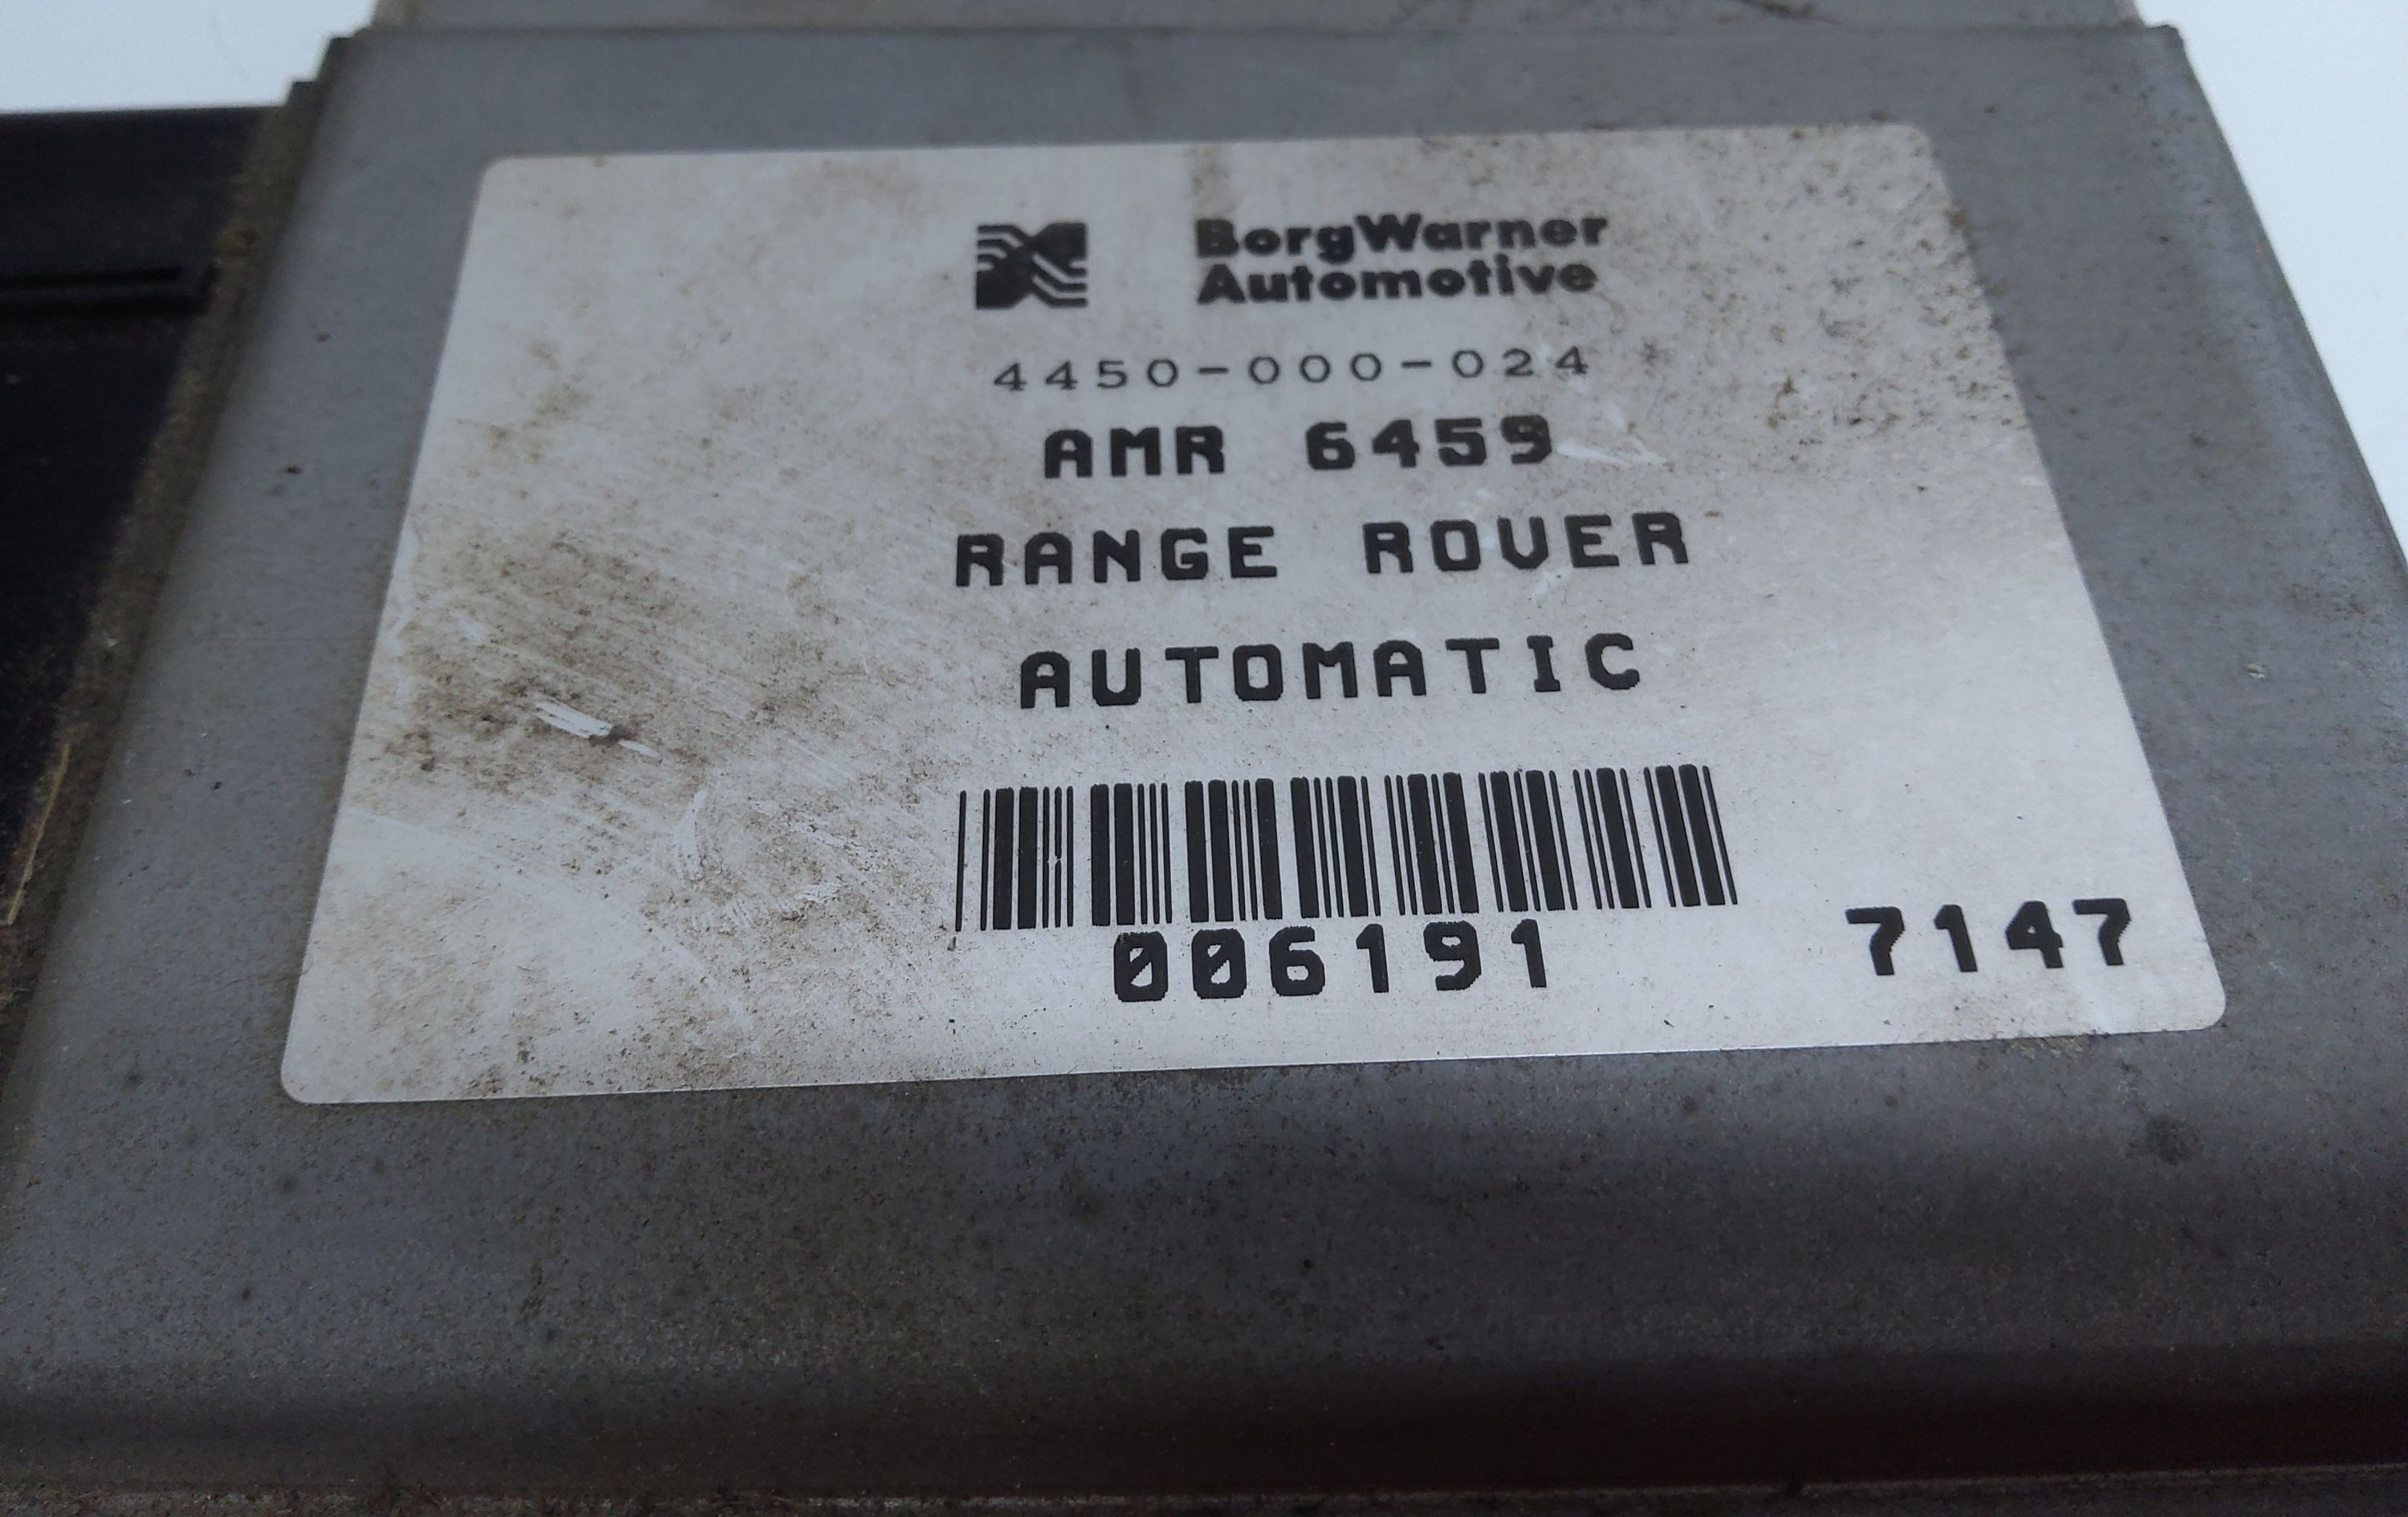 BorgWarner
Automotive
4450-000-024
AMR 6459
RANGE ROVER
AUTOMATIC
006191 7147